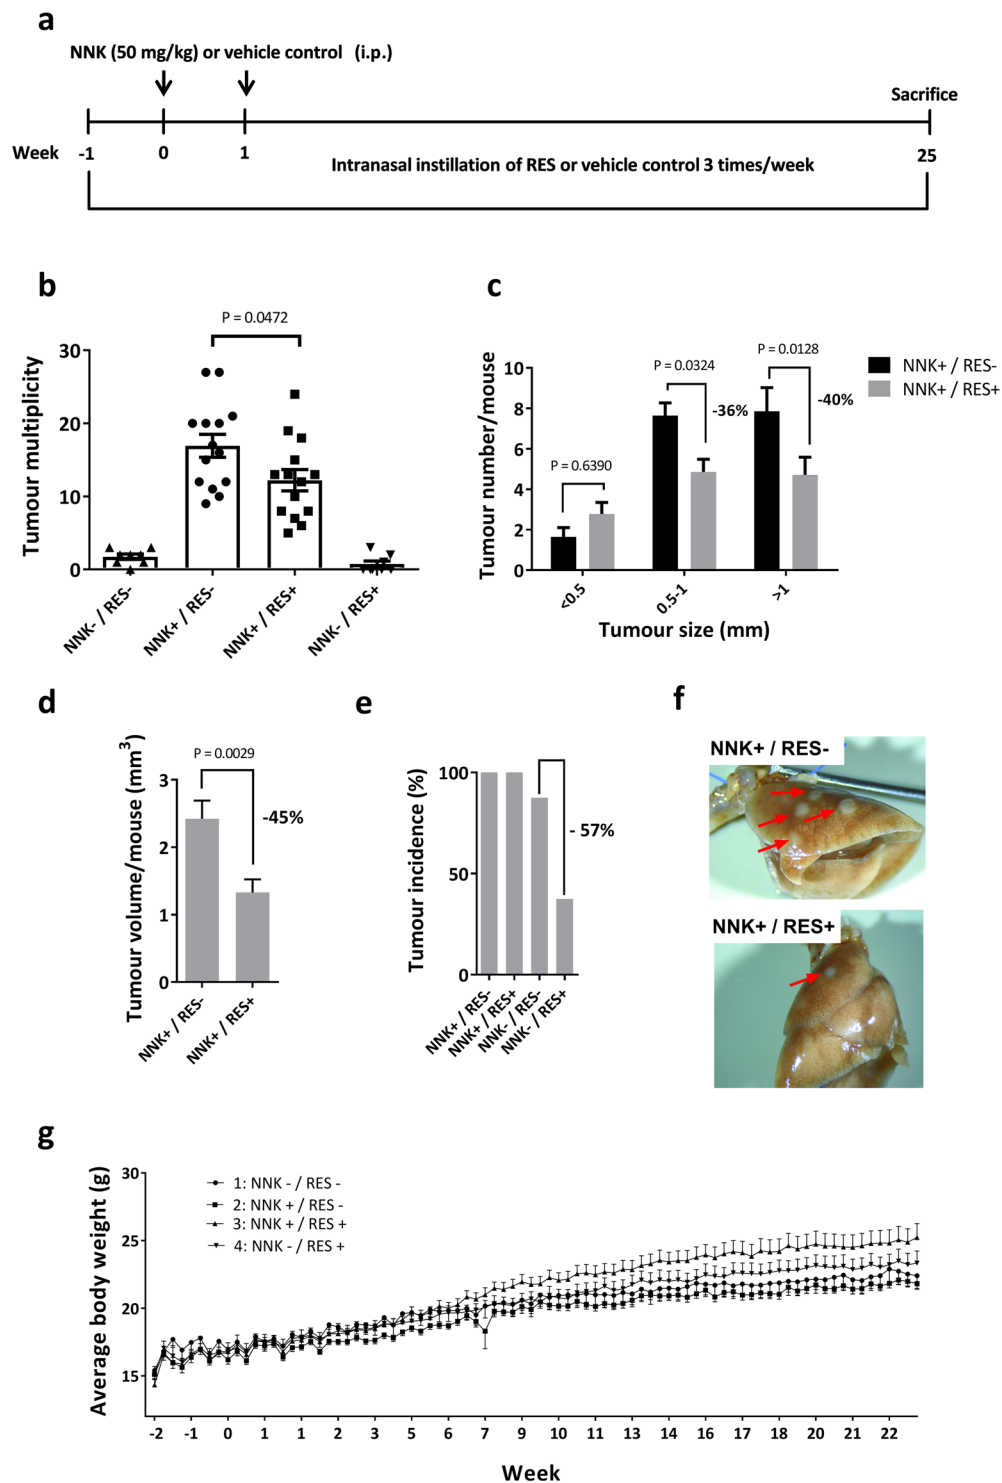 a
NNK (50 mg/kg) or vehicle control (i.p.)
Sacrifice
Week -1 0 1 25
Intranasal instillation of RES or vehicle control 3 times/week
b
P = 0.0472
Tumour multiplicity
30
20
10
0
NNK- / RES-
NNK+ / RES-
NNK+ / RES+
NNK- / RES+
c
P = 0.6390
P = 0.0324
P = 0.0128
-36%
-40%
NNK+ / RES-
NNK+ / RES+
Tumour number/mouse
10
8
6
4
2
0
<0.5
0.5-1
>1
Tumour size (mm)
d
P = 0.0029
-45%
Tumour volume/mouse (mm3)
3
2
1
0
NNK+ / RES-
NNK+ / RES+
e
Tumour incidence (%)
100
50
0
- 57%
NNK+ / RES-
NNK+ / RES+
NNK- / RES-
NNK- / RES+
f
NNK+ / RES-
NNK+ / RES+
g
Average body weight (g)
30
25
20
15
1: NNK - / RES -
2: NNK + / RES -
3: NNK + / RES +
4: NNK - / RES +
-2 -1 0 1 1 2 3 5 6 7 9 10 11 13 14 16 17 18 20 21 22
Week